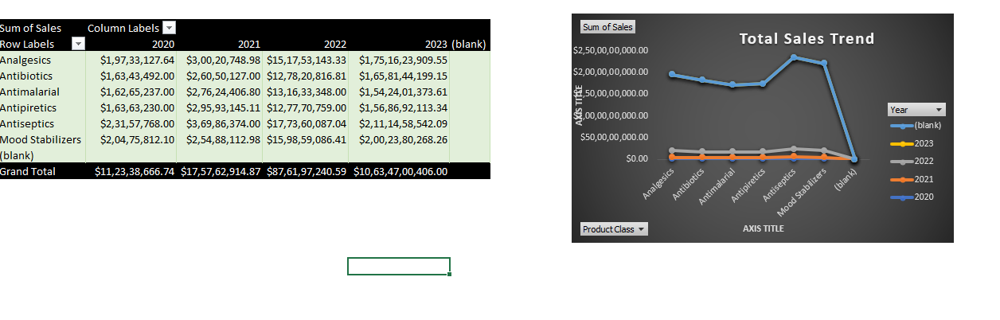 Sum of Sales Column Labels
Row Labels 2020 2021 2022 2023 (blank)
Analgesics $1,97,33,127.64 $3,00,20,748.98 $15,17,53,143.33 $1,75,16,23,909.55
Antibiotics $1,63,43,492.00 $2,60,50,127.00 $12,78,20,816.81 $1,65,81,44,199.15
Antimalarial $1,62,65,237.00 $2,76,24,406.80 $13,16,33,348.00 $1,54,24,01,373.61
Antipiretics $1,63,63,230.00 $2,95,93,145.11 $12,77,70,759.00 $1,56,86,92,113.34
Antiseptics $2,31,57,768.00 $3,69,86,374.00 $17,73,60,087.04 $2,11,14,58,542.09
Mood Stabilizers $2,04,75,812.10 $2,54,88,112.98 $15,98,59,086.41 $2,00,23,80,268.26
(blank)
Grand Total $11,23,38,666.74 $17,57,62,914.87 $87,61,97,240.59 $10,63,47,00,406.00
Sum of Sales
Total Sales Trend
$2,50,00,00,000.00
$2,00,00,00,000.00
$1,50,00,00,000.00
$1,00,00,00,000.00
$50,00,00,000.00
$0.00
AXIS TITLE
Analgesics
Antibiotics
Antimalarial
Antipiretics
Antiseptics
Mood Stabilizers
(blank)
AXIS TITLE
Product Class
Year
(blank)
2023
2022
2021
2020